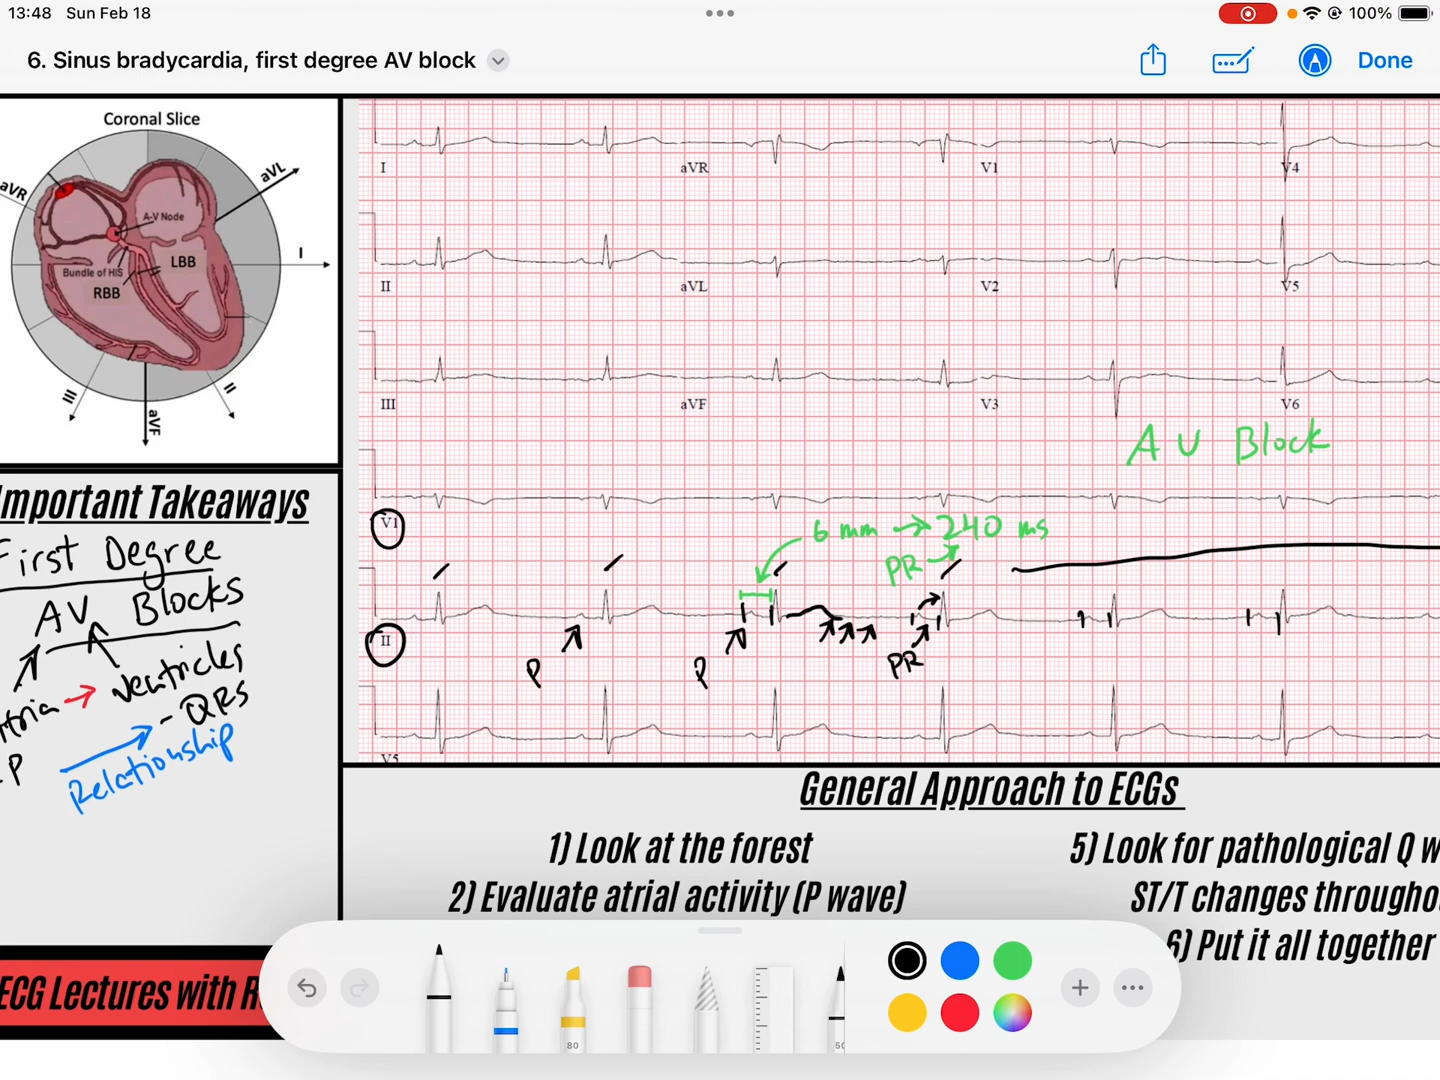 13:48 Sun Feb 18
100%
6. Sinus bradycardia, first degree AV block
Done
Coronal Slice
aVR
aVL
A-V Node
I
Bundle of HIS
LBB
RBB
III
aVF
II
Important Takeaways
First Degree
AV Blocks
Ventricles
- QRS
P
Relationship
ECG Lectures with R
I
aVR
V1
V4
II
aVL
V2
V5
III
aVF
V3
V6
AV Block
V1
6 mm → 240 ms
PR →
II
P
P
PR
V5
General Approach to ECGs
1) Look at the forest
2) Evaluate atrial activity (P wave)
5) Look for pathological Q w
ST/T changes througho
6) Put it all together
80
50